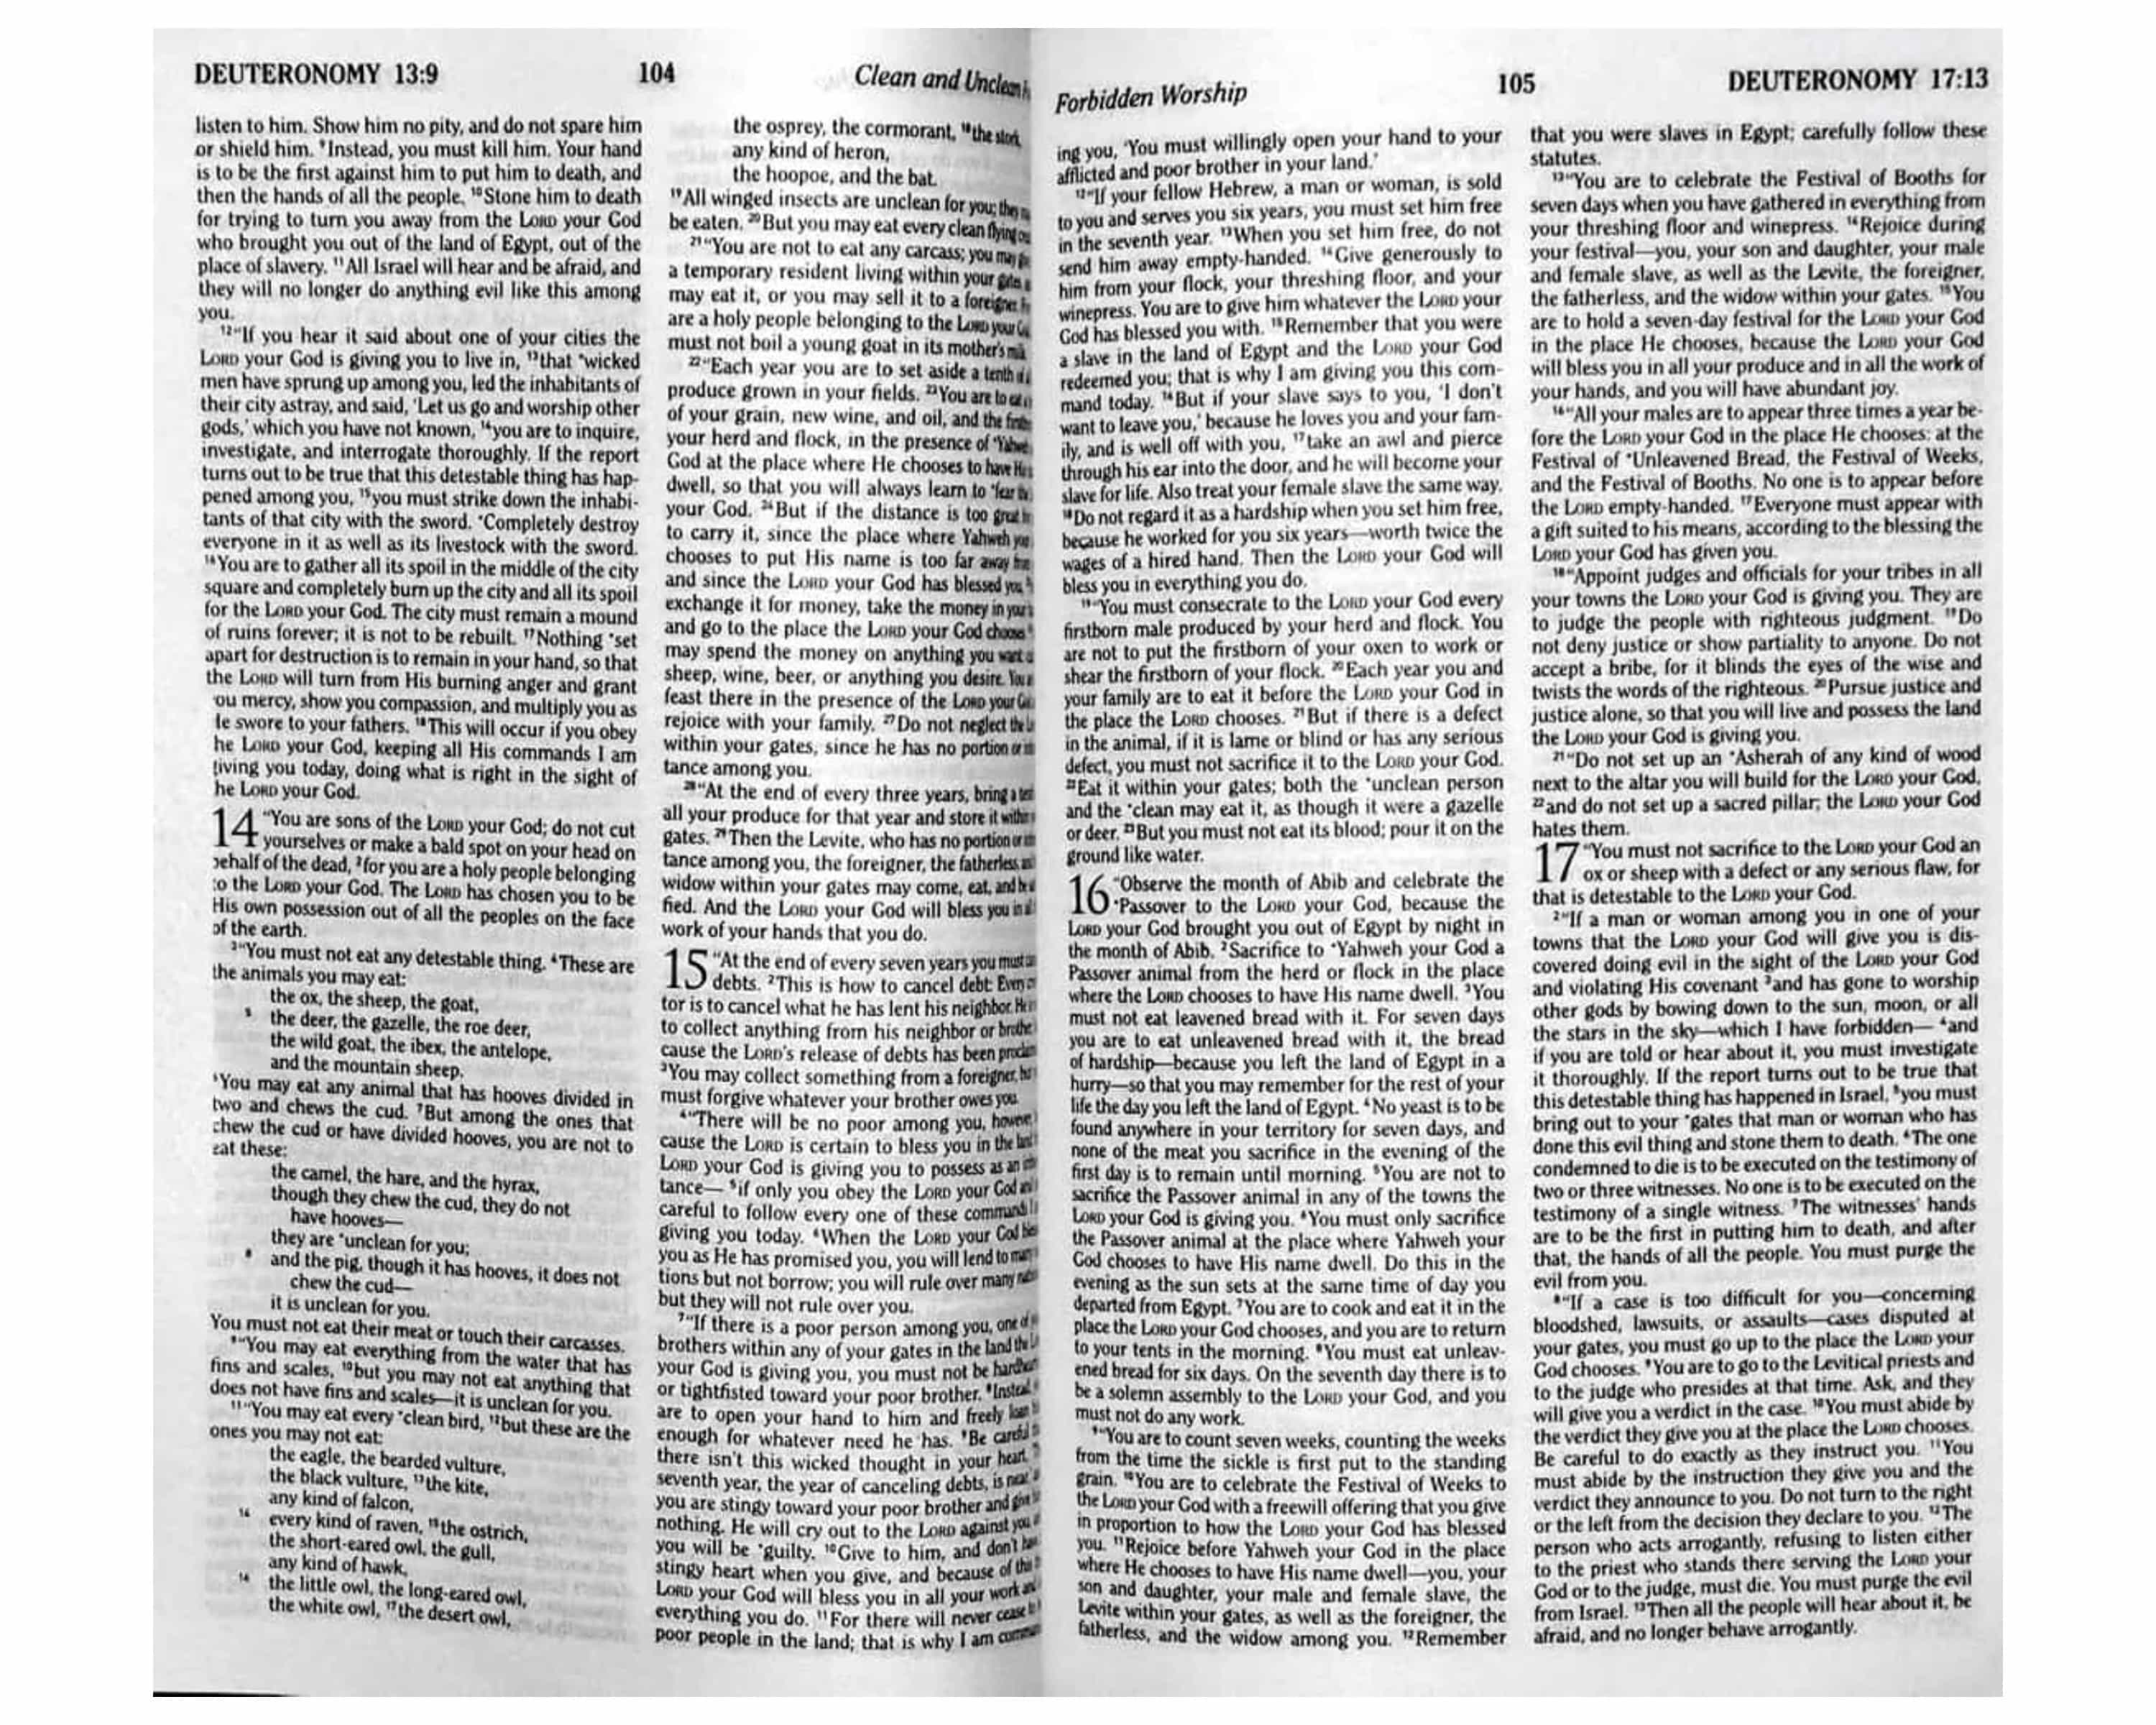 DEUTERONOMY 13:9
104
Clean and Unclean
listen to him. Show him no pity, and do not spare him
or shield him. ⁹Instead, you must kill him. Your hand
is to be the first against him to put him to death, and
then the hands of all the people. ¹⁰Stone him to death
for trying to turn you away from the LORD your God
who brought you out of the land of Egypt, out of the
place of slavery. ¹¹All Israel will hear and be afraid, and
they will no longer do anything evil like this among
you.
¹²"If you hear it said about one of your cities the
LORD your God is giving you to live in, ¹³that *wicked
men have sprung up among you, led the inhabitants of
their city astray, and said, 'Let us go and worship other
gods,' which you have not known, ¹⁴you are to inquire,
investigate, and interrogate thoroughly. If the report
turns out to be true that this detestable thing has hap-
pened among you, ¹⁵you must strike down the inhabi-
tants of that city with the sword. *Completely destroy
everyone in it as well as its livestock with the sword.
¹⁶You are to gather all its spoil in the middle of the city
square and completely burn up the city and all its spoil
for the LORD your God. The city must remain a mound
of ruins forever; it is not to be rebuilt. ¹⁷Nothing *set
apart for destruction is to remain in your hand, so that
the LORD will turn from His burning anger and grant
ou mercy, show you compassion, and multiply you as
le swore to your fathers. ¹⁸This will occur if you obey
he LORD your God, keeping all His commands I am
iving you today, doing what is right in the sight of
he LORD your God.
14 "You are sons of the LORD your God; do not cut
yourselves or make a bald spot on your head on
behalf of the dead, ²for you are a holy people belonging
to the LORD your God. The LORD has chosen you to be
His own possession out of all the peoples on the face
of the earth.
³"You must not eat any detestable thing. ⁴These are
the animals you may eat:
the ox, the sheep, the goat,
⁵ the deer, the gazelle, the roe deer,
the wild goat, the ibex, the antelope,
and the mountain sheep.
⁶You may eat any animal that has hooves divided in
two and chews the cud. ⁷But among the ones that
chew the cud or have divided hooves, you are not to
eat these:
the camel, the hare, and the hyrax,
though they chew the cud, they do not
have hooves—
they are *unclean for you;
⁸ and the pig, though it has hooves, it does not
chew the cud—
it is unclean for you.
You must not eat their meat or touch their carcasses.
⁹"You may eat everything from the water that has
fins and scales, ¹⁰but you may not eat anything that
does not have fins and scales—it is unclean for you.
¹¹"You may eat every *clean bird, ¹²but these are the
ones you may not eat:
the eagle, the bearded vulture,
the black vulture, ¹³the kite,
any kind of falcon,
¹⁴ every kind of raven, ¹⁵the ostrich,
the short-eared owl, the gull,
any kind of hawk,
¹⁶ the little owl, the long-eared owl,
the white owl, ¹⁷the desert owl,
the osprey, the cormorant, ¹⁸the stork,
any kind of heron,
the hoopoe, and the bat.
¹⁹All winged insects are unclean for you; they
be eaten. ²⁰But you may eat every clean flying
²¹"You are not to eat any carcass; you may
a temporary resident living within your gates
may eat it, or you may sell it to a foreigner.
are a holy people belonging to the LORD your
must not boil a young goat in its mother's
²²"Each year you are to set aside a tenth
produce grown in your fields. ²³You are to eat
of your grain, new wine, and oil, and the
your herd and flock, in the presence of *Yahweh
God at the place where He chooses to have His
dwell, so that you will always learn to *fear
your God. ²⁴But if the distance is too great
to carry it, since the place where Yahweh
chooses to put His name is too far away
and since the LORD your God has blessed you,
exchange it for money, take the money in your
and go to the place the LORD your God chooses.
may spend the money on anything you want:
sheep, wine, beer, or anything you desire. You
feast there in the presence of the LORD your
rejoice with your family. ²⁷Do not neglect the
within your gates, since he has no portion or
tance among you.
²⁸"At the end of every three years, bring a
all your produce for that year and store it within
gates. ²⁹Then the Levite, who has no portion or
tance among you, the foreigner, the fatherless,
widow within your gates may come, eat, and be
fied. And the LORD your God will bless you in
work of your hands that you do.
15 "At the end of every seven years you must
debts. ²This is how to cancel debt: Every
tor is to cancel what he has lent his neighbor. He
to collect anything from his neighbor or
cause the LORD's release of debts has been
³You may collect something from a foreigner,
must forgive whatever your brother owes you.
⁴"There will be no poor among you,
cause the LORD is certain to bless you in the
LORD your God is giving you to possess as an
tance— ⁵if only you obey the LORD your God
careful to follow every one of these commands
giving you today. ⁶When the LORD your God
you as He has promised you, you will lend to
tions but not borrow; you will rule over many
but they will not rule over you.
⁷"If there is a poor person among you, one of
brothers within any of your gates in the land the
your God is giving you, you must not be
or tightfisted toward your poor brother. ⁸Instead,
are to open your hand to him and freely loan
enough for whatever need he has. ⁹Be careful
there isn't this wicked thought in your heart,
seventh year, the year of canceling debts, is near,
you are stingy toward your poor brother and give
nothing. He will cry out to the LORD against you,
you will be *guilty. ¹⁰Give to him, and don't have
stingy heart when you give, and because of this
LORD your God will bless you in all your work and
everything you do. ¹¹For there will never cease to
poor people in the land; that is why I am
Forbidden Worship
105
DEUTERONOMY 17:13
ing you, 'You must willingly open your hand to your
afflicted and poor brother in your land.'
¹²"If your fellow Hebrew, a man or woman, is sold
to you and serves you six years, you must set him free
in the seventh year. ¹³When you set him free, do not
send him away empty-handed. ¹⁴Give generously to
him from your flock, your threshing floor, and your
winepress. You are to give him whatever the LORD your
God has blessed you with. ¹⁵Remember that you were
a slave in the land of Egypt and the LORD your God
redeemed you; that is why I am giving you this com-
mand today. ¹⁶But if your slave says to you, 'I don't
want to leave you,' because he loves you and your fam-
ily, and is well off with you, ¹⁷take an awl and pierce
through his ear into the door, and he will become your
slave for life. Also treat your female slave the same way.
¹⁸Do not regard it as a hardship when you set him free,
because he worked for you six years—worth twice the
wages of a hired hand. Then the LORD your God will
bless you in everything you do.
¹⁹"You must consecrate to the LORD your God every
firstborn male produced by your herd and flock. You
are not to put the firstborn of your oxen to work or
shear the firstborn of your flock. ²⁰Each year you and
your family are to eat it before the LORD your God in
the place the LORD chooses. ²¹But if there is a defect
in the animal, if it is lame or blind or has any serious
defect, you must not sacrifice it to the LORD your God.
²²Eat it within your gates; both the *unclean person
and the *clean may eat it, as though it were a gazelle
or deer. ²³But you must not eat its blood; pour it on the
ground like water.
16 "Observe the month of Abib and celebrate the
*Passover to the LORD your God, because the
LORD your God brought you out of Egypt by night in
the month of Abib. ²Sacrifice to *Yahweh your God a
Passover animal from the herd or flock in the place
where the LORD chooses to have His name dwell. ³You
must not eat leavened bread with it. For seven days
you are to eat unleavened bread with it, the bread
of hardship—because you left the land of Egypt in a
hurry—so that you may remember for the rest of your
life the day you left the land of Egypt. ⁴No yeast is to be
found anywhere in your territory for seven days, and
none of the meat you sacrifice in the evening of the
first day is to remain until morning. ⁵You are not to
sacrifice the Passover animal in any of the towns the
LORD your God is giving you. ⁶You must only sacrifice
the Passover animal at the place where Yahweh your
God chooses to have His name dwell. Do this in the
evening as the sun sets at the same time of day you
departed from Egypt. ⁷You are to cook and eat it in the
place the LORD your God chooses, and you are to return
to your tents in the morning. ⁸You must eat unleav-
ened bread for six days. On the seventh day there is to
be a solemn assembly to the LORD your God, and you
must not do any work.
⁹"You are to count seven weeks, counting the weeks
from the time the sickle is first put to the standing
grain. ¹⁰You are to celebrate the Festival of Weeks to
the LORD your God with a freewill offering that you give
in proportion to how the LORD your God has blessed
you. ¹¹Rejoice before Yahweh your God in the place
where He chooses to have His name dwell—you, your
son and daughter, your male and female slave, the
Levite within your gates, as well as the foreigner, the
fatherless, and the widow among you. ¹²Remember
that you were slaves in Egypt; carefully follow these
statutes.
¹³"You are to celebrate the Festival of Booths for
seven days when you have gathered in everything from
your threshing floor and winepress. ¹⁴Rejoice during
your festival—you, your son and daughter, your male
and female slave, as well as the Levite, the foreigner,
the fatherless, and the widow within your gates. ¹⁵You
are to hold a seven-day festival for the LORD your God
in the place He chooses, because the LORD your God
will bless you in all your produce and in all the work of
your hands, and you will have abundant joy.
¹⁶"All your males are to appear three times a year be-
fore the LORD your God in the place He chooses: at the
Festival of *Unleavened Bread, the Festival of Weeks,
and the Festival of Booths. No one is to appear before
the LORD empty-handed. ¹⁷Everyone must appear with
a gift suited to his means, according to the blessing the
LORD your God has given you.
¹⁸"Appoint judges and officials for your tribes in all
your towns the LORD your God is giving you. They are
to judge the people with righteous judgment. ¹⁹Do
not deny justice or show partiality to anyone. Do not
accept a bribe, for it blinds the eyes of the wise and
twists the words of the righteous. ²⁰Pursue justice and
justice alone, so that you will live and possess the land
the LORD your God is giving you.
²¹"Do not set up an *Asherah of any kind of wood
next to the altar you will build for the LORD your God,
²²and do not set up a sacred pillar; the LORD your God
hates them.
17 "You must not sacrifice to the LORD your God an
ox or sheep with a defect or any serious flaw, for
that is detestable to the LORD your God.
²"If a man or woman among you in one of your
towns that the LORD your God will give you is dis-
covered doing evil in the sight of the LORD your God
and violating His covenant ³and has gone to worship
other gods by bowing down to the sun, moon, or all
the stars in the sky—which I have forbidden— ⁴and
if you are told or hear about it, you must investigate
it thoroughly. If the report turns out to be true that
this detestable thing has happened in Israel, ⁵you must
bring out to your *gates that man or woman who has
done this evil thing and stone them to death. ⁶The one
condemned to die is to be executed on the testimony of
two or three witnesses. No one is to be executed on the
testimony of a single witness. ⁷The witnesses' hands
are to be the first in putting him to death, and after
that, the hands of all the people. You must purge the
evil from you.
⁸"If a case is too difficult for you—concerning
bloodshed, lawsuits, or assaults—cases disputed at
your gates, you must go up to the place the LORD your
God chooses. ⁹You are to go to the Levitical priests and
to the judge who presides at that time. Ask, and they
will give you a verdict in the case. ¹⁰You must abide by
the verdict they give you at the place the LORD chooses.
Be careful to do exactly as they instruct you. ¹¹You
must abide by the instruction they give you and the
verdict they announce to you. Do not turn to the right
or the left from the decision they declare to you. ¹²The
person who acts arrogantly, refusing to listen either
to the priest who stands there serving the LORD your
God or to the judge, must die. You must purge the evil
from Israel. ¹³Then all the people will hear about it, be
afraid, and no longer behave arrogantly.